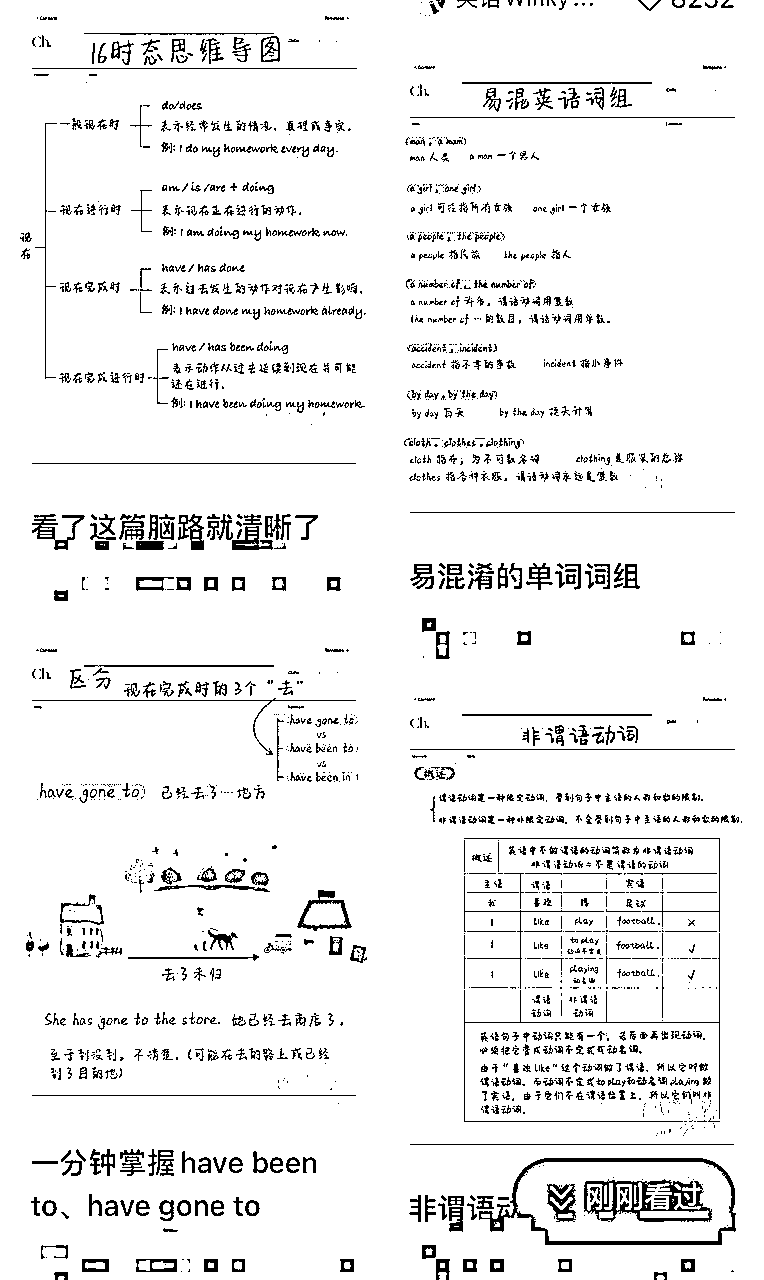 Ch.
16时态思维导图
现在
一般现在时
do/does
表示经常发生的情况、真理或事实。
例: I do my homework every day.
现在进行时
am / is /are + doing
表示现在正在进行的动作。
例: I am doing my homework now.
现在完成时
have / has done
表示过去发生的动作对现在产生影响。
例: I have done my homework already.
现在完成进行时
have / has been doing
表示动作从过去延续到现在并可能
还在进行。
例: I have been doing my homework.
看了这篇脑路就清晰了
Ch.
区分 现在完成时的3个“去”
have gone to
vs
have been to
vs
have been in
have gone to 已经去了…地方
去了未归
She has gone to the store. 他已经去商店了。
至于到没到，不清楚，(可能在去的路上或已经
到了目的地)
一分钟掌握have been
to、have gone to
英语Winky...
8252
Ch.
易混英语词组
(man , a man)
man 人类 a man 一个男人
(a girl , one girl)
a girl 可泛指所有女孩 one girl 一个女孩
(a people , the people)
a people 指民族 the people 指人
(a number of , the number of)
a number of 许多，谓语动词用复数
the number of … 的数目，谓语动词用单数。
(accident , incident)
accident 指不幸的事故 incident 指小事件
(by day , by the day)
by day 白天 by the day 按天计算
(cloth , clothes , clothing)
cloth 指布，为不可数名词 clothing 是服装的总称
clothes 指各种衣服，谓语动词永远是复数
易混淆的单词词组
Ch.
非谓语动词
概述
谓语动词是一种限定动词，受到句子中主语的人称和数的限制。
非谓语动词是一种非限定动词，不会受到句子中主语的人称和数的限制。
概述 英语中不做谓语的动词简称为非谓语动词
非谓语动词=不是谓语的动词
主语 谓语 宾语
我 喜欢 踢 足球
I like play football. ×
I like to play football. √
动词不定式
I like playing football. √
动名词
谓语动词 非谓语动词
英语句子中动词只能有一个，若后面再出现动词，
必须把它变成动词不定式或动名词。
由于“喜欢like”这个动词做了谓语，所以它叫做
谓语动词，而动词不定式to play和动名词playing 做
了宾语，由于它们不在谓语位置上，所以它们叫非
谓语动词。
非谓语动
刚刚看过